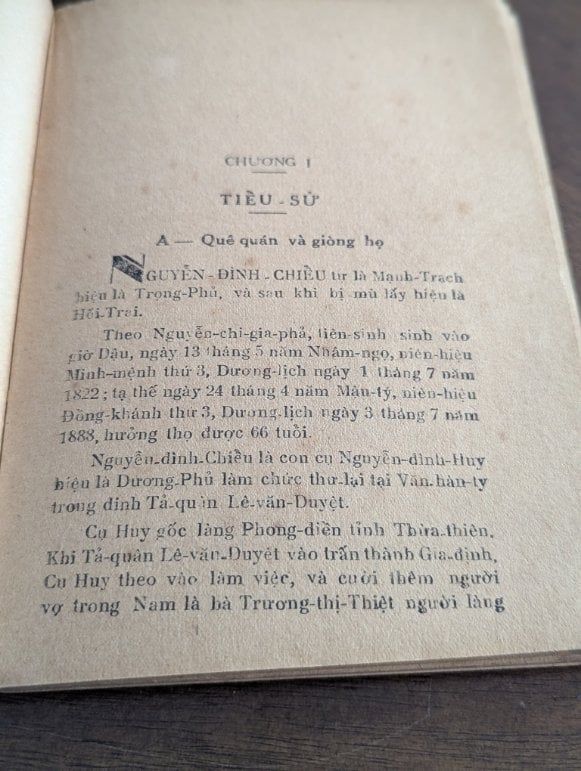 CHƯƠNG I
TIỀU - SỬ
A — Quê quán và giòng họ
NGUYỄN-ĐÌNH-CHIỀU tự là Mạnh-Trạch
hiệu là Trọng-Phủ, và sau khi bị mù lấy hiệu là
Hối-Trai.
Theo Nguyễn-chi-gia-phả, tiên-sinh sinh vào
giờ Dậu, ngày 13 tháng 5 năm Nhâm-ngọ, niên-hiệu
Minh-mệnh thứ 3, Dương-lịch ngày 1 tháng 7 năm
1822; tạ thế ngày 24 tháng 4 năm Mậu-tý, niên-hiệu
Đồng-khánh thứ 3, Dương-lịch ngày 3 tháng 7 năm
1888, hưởng thọ được 66 tuổi.
Nguyễn-đình-Chiều là con cụ Nguyễn-đình-Huy
hiệu là Dương-Phủ làm chức thơ-lại tại Văn-hàn-ty
trong dinh Tả-quân Lê-văn-Duyệt.
Cụ Huy gốc làng Phong-điền tỉnh Thừa-thiên.
Khi Tả-quân Lê-văn-Duyệt vào trấn thành Gia-định,
Cụ Huy theo vào làm việc, và cưới thêm người
vợ trong Nam là bà Trương-thị-Thiệt người làng